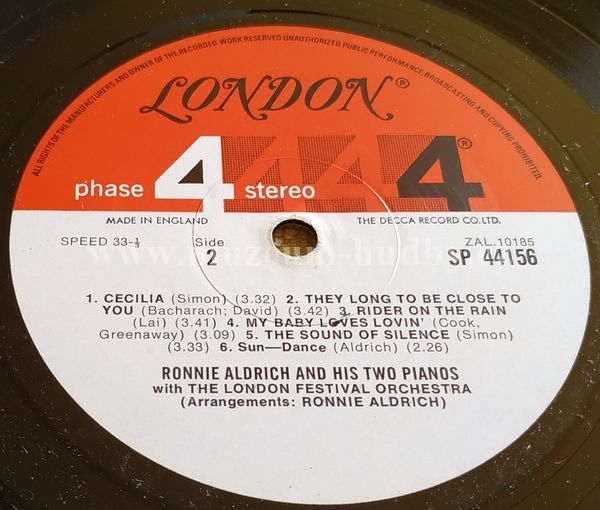 ALL RIGHTS OF THE MANUFACTURERS AND OWNER OF THE RECORDED WORK RESERVED UNAUTHORIZED PUBLIC PERFORMANCE, BROADCASTING AND COPYING PROHIBITED.
LONDON®
phase 4 stereo 4®
MADE IN ENGLAND THE DECCA RECORD CO. LTD.
SPEED 33-⅓ Side ZAL.10185
2 SP 44156
1. CECILIA (Simon) (3.32) 2. THEY LONG TO BE CLOSE TO
YOU (Bacharach; David) (3.42) 3. RIDER ON THE RAIN
(Lai) (3.41) 4. MY BABY LOVES LOVIN' (Cook,
Greenaway) (3.09) 5. THE SOUND OF SILENCE (Simon)
(3.33) 6. Sun—Dance (Aldrich) (2.26)
RONNIE ALDRICH AND HIS TWO PIANOS
with THE LONDON FESTIVAL ORCHESTRA
(Arrangements: RONNIE ALDRICH)